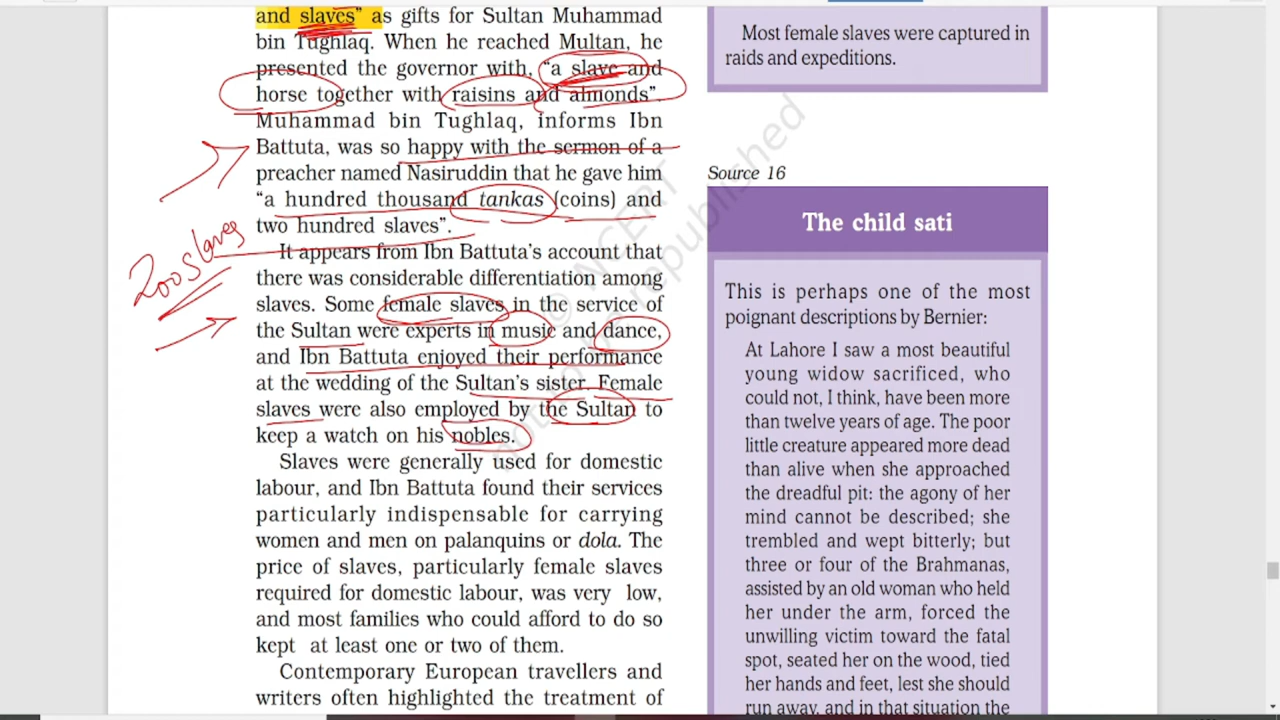 and slaves” as gifts for Sultan Muhammad
bin Tughlaq. When he reached Multan, he
presented the governor with, “a slave and
horse together with raisins and almonds”.
Muhammad bin Tughlaq, informs Ibn
Battuta, was so happy with the sermon of a
preacher named Nasiruddin that he gave him
“a hundred thousand tankas (coins) and
two hundred slaves”.
It appears from Ibn Battuta’s account that
there was considerable differentiation among
slaves. Some female slaves in the service of
the Sultan were experts in music and dance,
and Ibn Battuta enjoyed their performance
at the wedding of the Sultan’s sister. Female
slaves were also employed by the Sultan to
keep a watch on his nobles.
Slaves were generally used for domestic
labour, and Ibn Battuta found their services
particularly indispensable for carrying
women and men on palanquins or dola. The
price of slaves, particularly female slaves
required for domestic labour, was very low,
and most families who could afford to do so
kept at least one or two of them.
Contemporary European travellers and
writers often highlighted the treatment of
200 slaves
Most female slaves were captured in
raids and expeditions.
Source 16
The child sati
This is perhaps one of the most
poignant descriptions by Bernier:
At Lahore I saw a most beautiful
young widow sacrificed, who
could not, I think, have been more
than twelve years of age. The poor
little creature appeared more dead
than alive when she approached
the dreadful pit: the agony of her
mind cannot be described; she
trembled and wept bitterly; but
three or four of the Brahmanas,
assisted by an old woman who held
her under the arm, forced the
unwilling victim toward the fatal
spot, seated her on the wood, tied
her hands and feet, lest she should
run away, and in that situation the
© NCERT
not to be republished